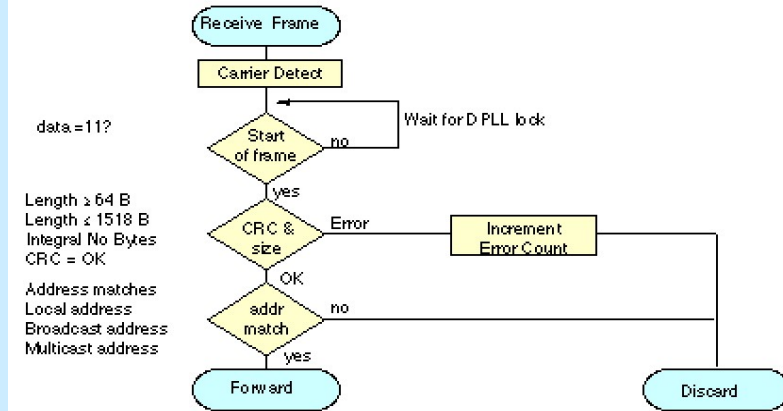 Receive Frame
Carrier Detect
data =11?
Start
of frame
no
Wait for DPLL lock
yes
Length ≥ 64 B
Length ≤ 1518 B
Integral No Bytes
CRC = OK
CRC &
size
Error
Increment
Error Count
OK
Address matches
Local address
Broadcast address
Multicast address
addr
match
no
yes
Forward
Discard